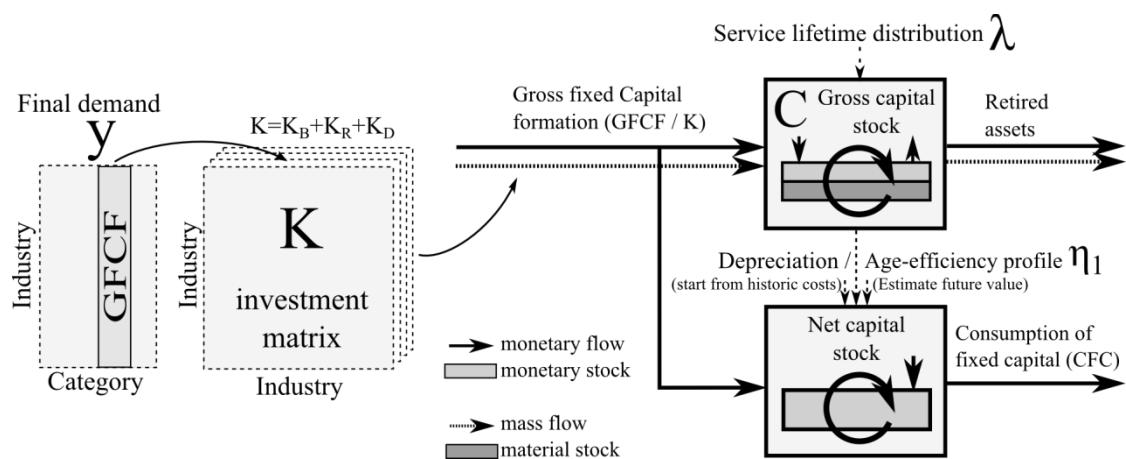 Final demand
y
GFCF
Industry
Category
K=K_B+K_R+K_D
K
investment
matrix
Industry
Industry
Gross fixed Capital
formation (GFCF / K)
Service lifetime distribution λ
C
Gross capital
stock
Retired
assets
Depreciation / Age-efficiency profile η₁
(start from historic costs) (Estimate future value)
Net capital
stock
Consumption of
fixed capital (CFC)
monetary flow
monetary stock
mass flow
material stock